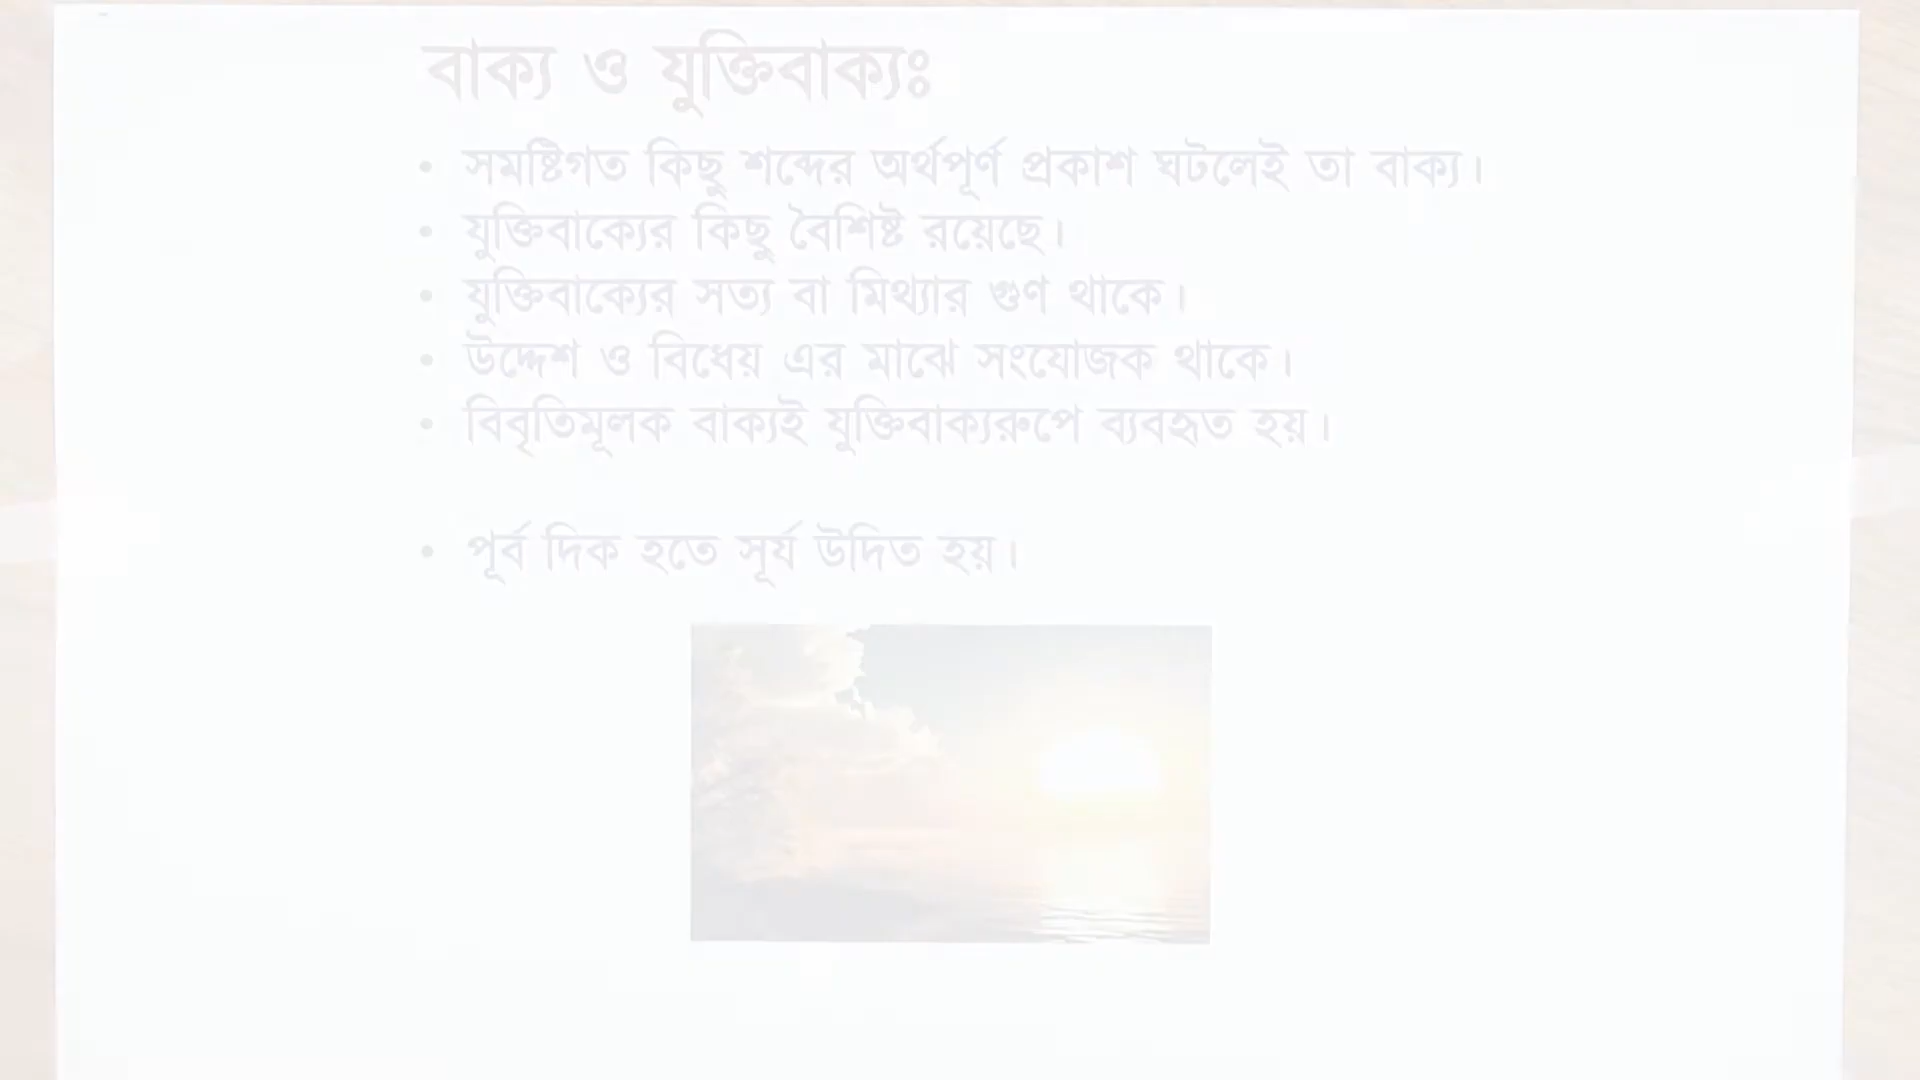 বাক্য ও যুক্তিবাক্যঃ
• সমষ্টিগত কিছু শব্দের অর্থপূর্ণ প্রকাশ ঘটলেই তা বাক্য।
• যুক্তিবাক্যের কিছু বৈশিষ্ট রয়েছে।
• যুক্তিবাক্যের সত্য বা মিথ্যার গুণ থাকে।
• উদ্দেশ ও বিধেয় এর মাঝে সংযোজক থাকে।
• বিবৃতিমূলক বাক্যই যুক্তিবাক্যরুপে ব্যবহৃত হয়।
• পূর্ব দিক হতে সূর্য উদিত হয়।